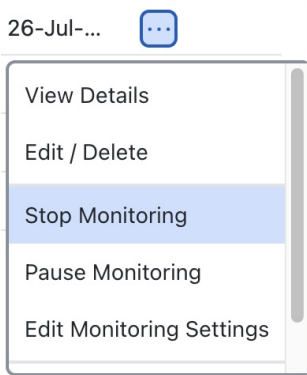 26-Jul-...
...
View Details
Edit / Delete
Stop Monitoring
Pause Monitoring
Edit Monitoring Settings